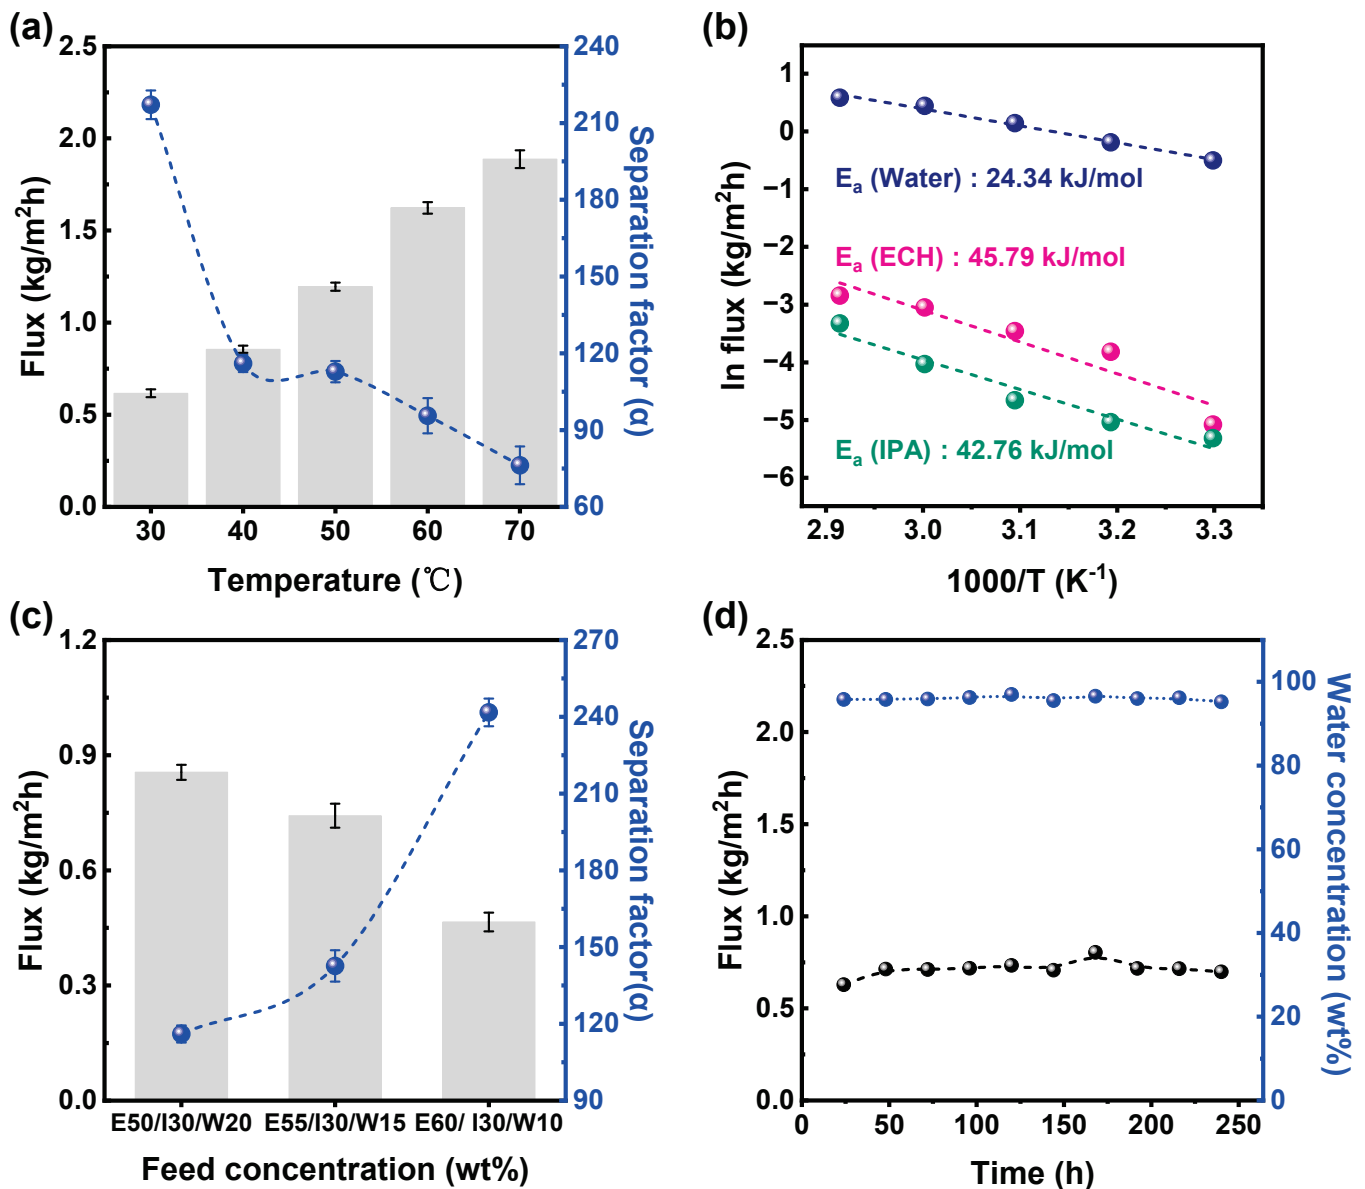 (a)
2.5
2.0
1.5
1.0
0.5
0.0
Flux (kg/m²h)
240
210
180
150
120
90
60
Separation factor (α)
30 40 50 60 70
Temperature (℃)
(b)
1
0
−1
−2
−3
−4
−5
−6
ln flux (kg/m²h)
Eₐ (Water) : 24.34 kJ/mol
Eₐ (ECH) : 45.79 kJ/mol
Eₐ (IPA) : 42.76 kJ/mol
2.9 3.0 3.1 3.2 3.3
1000/T (K⁻¹)
(c)
1.2
0.9
0.6
0.3
0.0
Flux (kg/m²h)
270
240
210
180
150
120
90
Separation factor(α)
E50/I30/W20 E55/I30/W15 E60/ I30/W10
Feed concentration (wt%)
(d)
2.5
2.0
1.5
1.0
0.5
0.0
Flux (kg/m²h)
100
80
60
40
20
0
Water concentration (wt%)
0 50 100 150 200 250
Time (h)